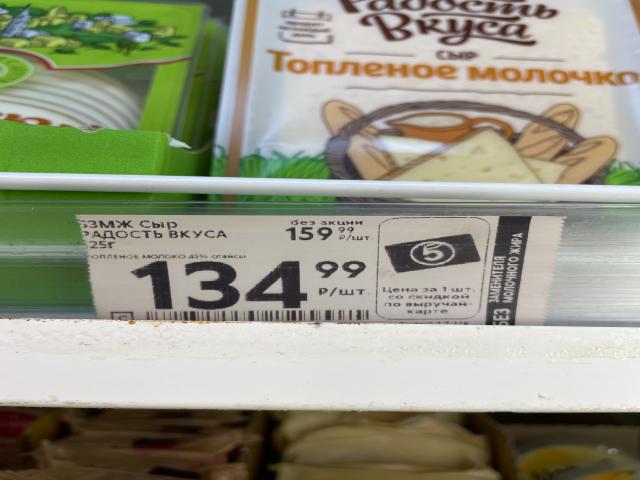 Радость
Вкуса
СЫР
Топленое молочко
БЗМЖ Сыр
РАДОСТЬ ВКУСА
125г
ТОПЛЕНОЕ МОЛОКО 45% слайсы
без акции
159 99
₽/шт.
134 99
₽/шт.
5
Цена за 1 шт.
со скидкой
по выручай-
карте
БЕЗ ЗАМЕНИТЕЛЯ
МОЛОЧНОГО ЖИРА